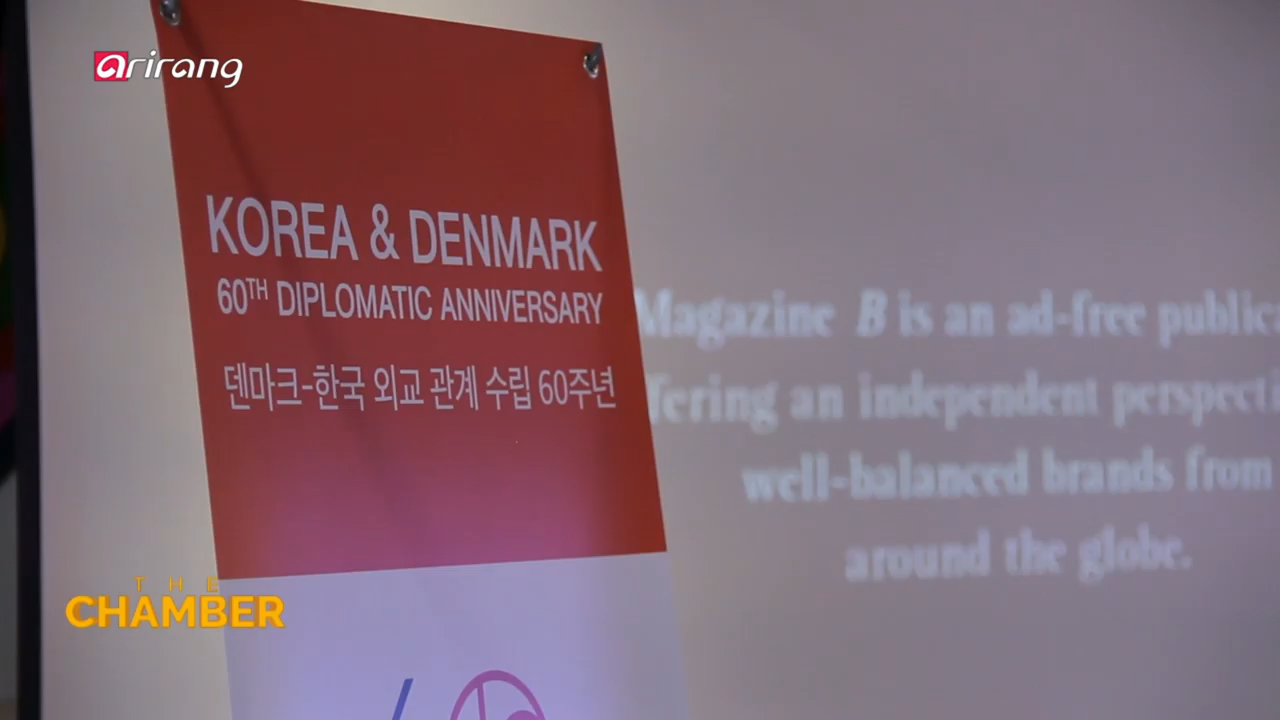 arirang
KOREA & DENMARK
60TH DIPLOMATIC ANNIVERSARY
덴마크-한국 외교 관계 수립 60주년
Magazine B is an ad-free public
fering an independent perspecti
well-balanced brands from
around the globe.
THE
CHAMBER